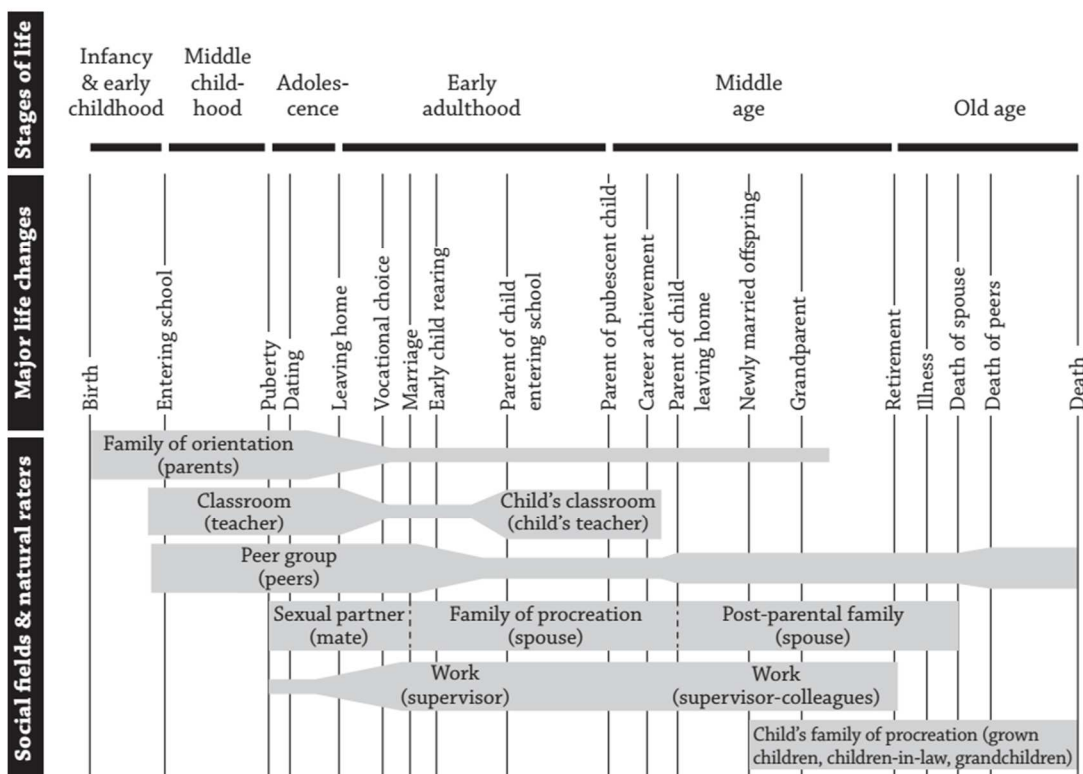 Stages of life
Infancy
& early
childhood
Middle
child-
hood
Adoles-
cence
Early
adulthood
Middle
age
Old age
Major life changes
Birth
Entering school
Puberty
Dating
Leaving home
Vocational choice
Marriage
Early child rearing
Parent of child
entering school
Parent of pubescent child
Career achievement
Parent of child
leaving home
Newly married offspring
Grandparent
Retirement
Illness
Death of spouse
Death of peers
Death
Social fields & natural raters
Family of orientation
(parents)
Classroom
(teacher)
Child's classroom
(child's teacher)
Peer group
(peers)
Sexual partner
(mate)
Family of procreation
(spouse)
Post-parental family
(spouse)
Work
(supervisor)
Work
(supervisor-colleagues)
Child's family of procreation (grown
children, children-in-law, grandchildren)